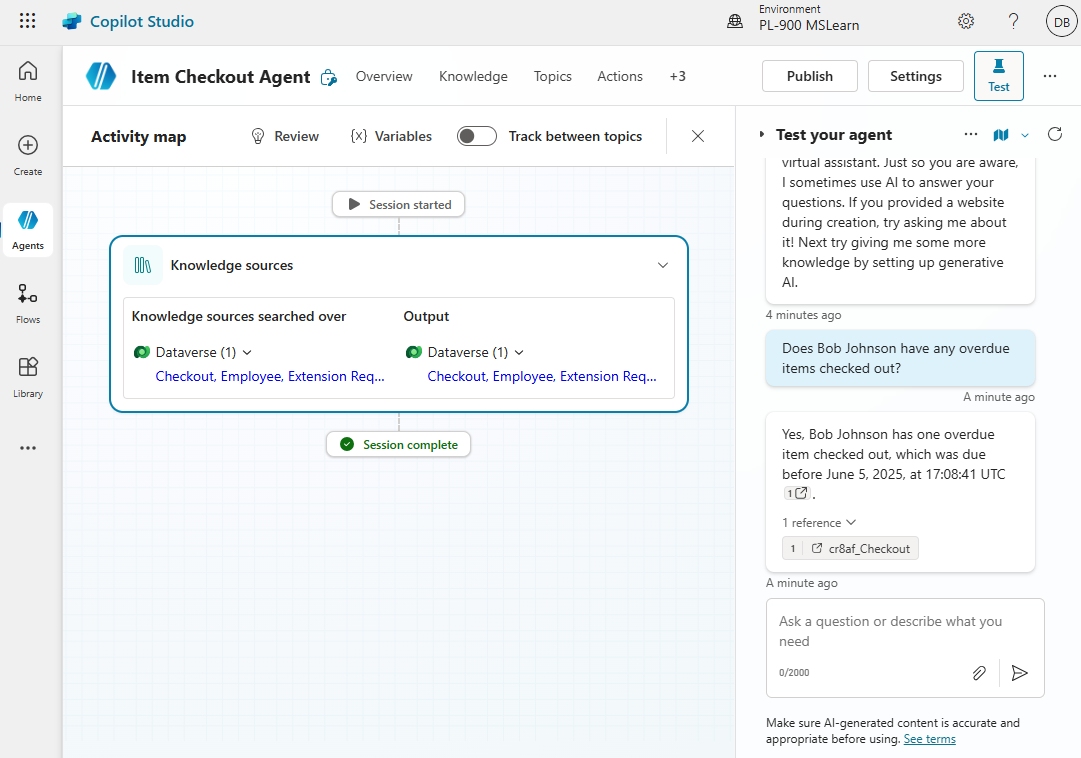 Copilot Studio
Environment
PL-900 MSLearn
?
DB
Home
Create
Agents
Flows
Library
Item Checkout Agent
Overview
Knowledge
Topics
Actions
+3
Publish
Settings
Test
Activity map
Review
{x} Variables
Track between topics
Session started
Knowledge sources
Knowledge sources searched over
Output
Dataverse (1)
Dataverse (1)
Checkout, Employee, Extension Req...
Checkout, Employee, Extension Req...
Session complete
Test your agent
virtual assistant. Just so you are aware,
I sometimes use AI to answer your
questions. If you provided a website
during creation, try asking me about
it! Next try giving me some more
knowledge by setting up generative
AI.
4 minutes ago
Does Bob Johnson have any overdue
items checked out?
A minute ago
Yes, Bob Johnson has one overdue
item checked out, which was due
before June 5, 2025, at 17:08:41 UTC
1 .
1 reference
1 cr8af_Checkout
A minute ago
Ask a question or describe what you
need
0/2000
Make sure AI-generated content is accurate and
appropriate before using. See terms